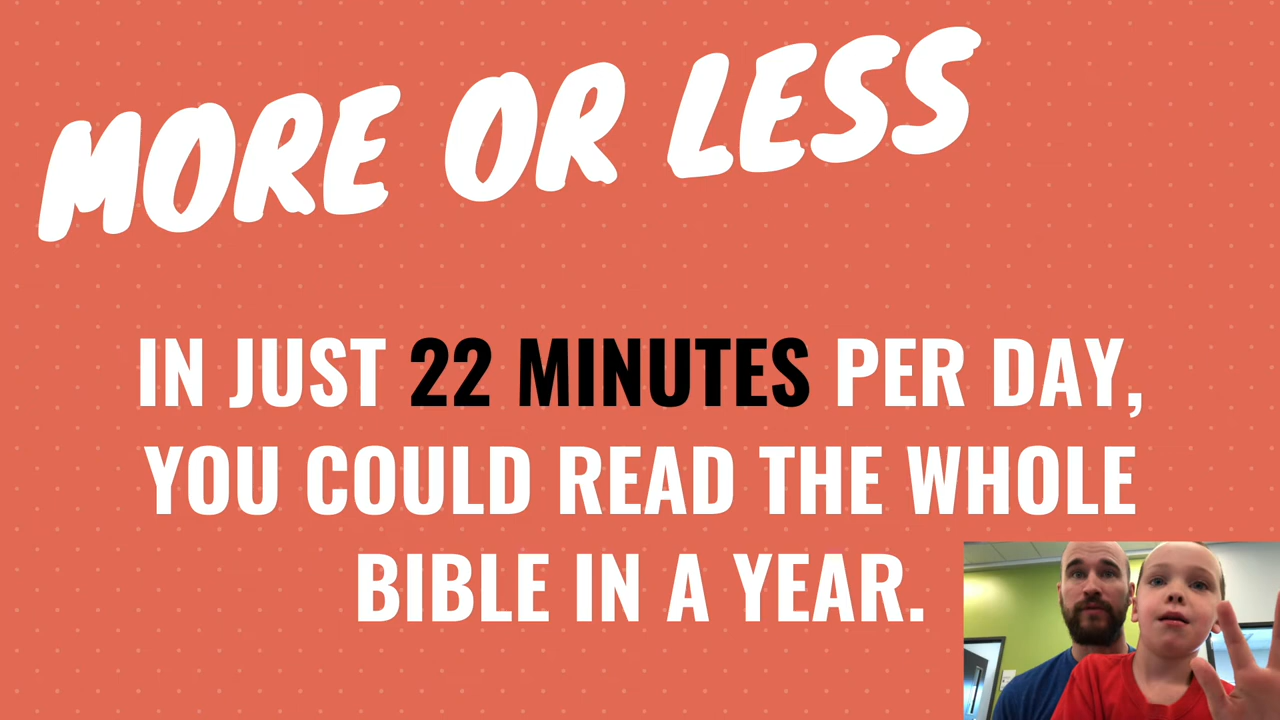 MORE OR LESS
IN JUST 22 MINUTES PER DAY,
YOU COULD READ THE WHOLE
BIBLE IN A YEAR.